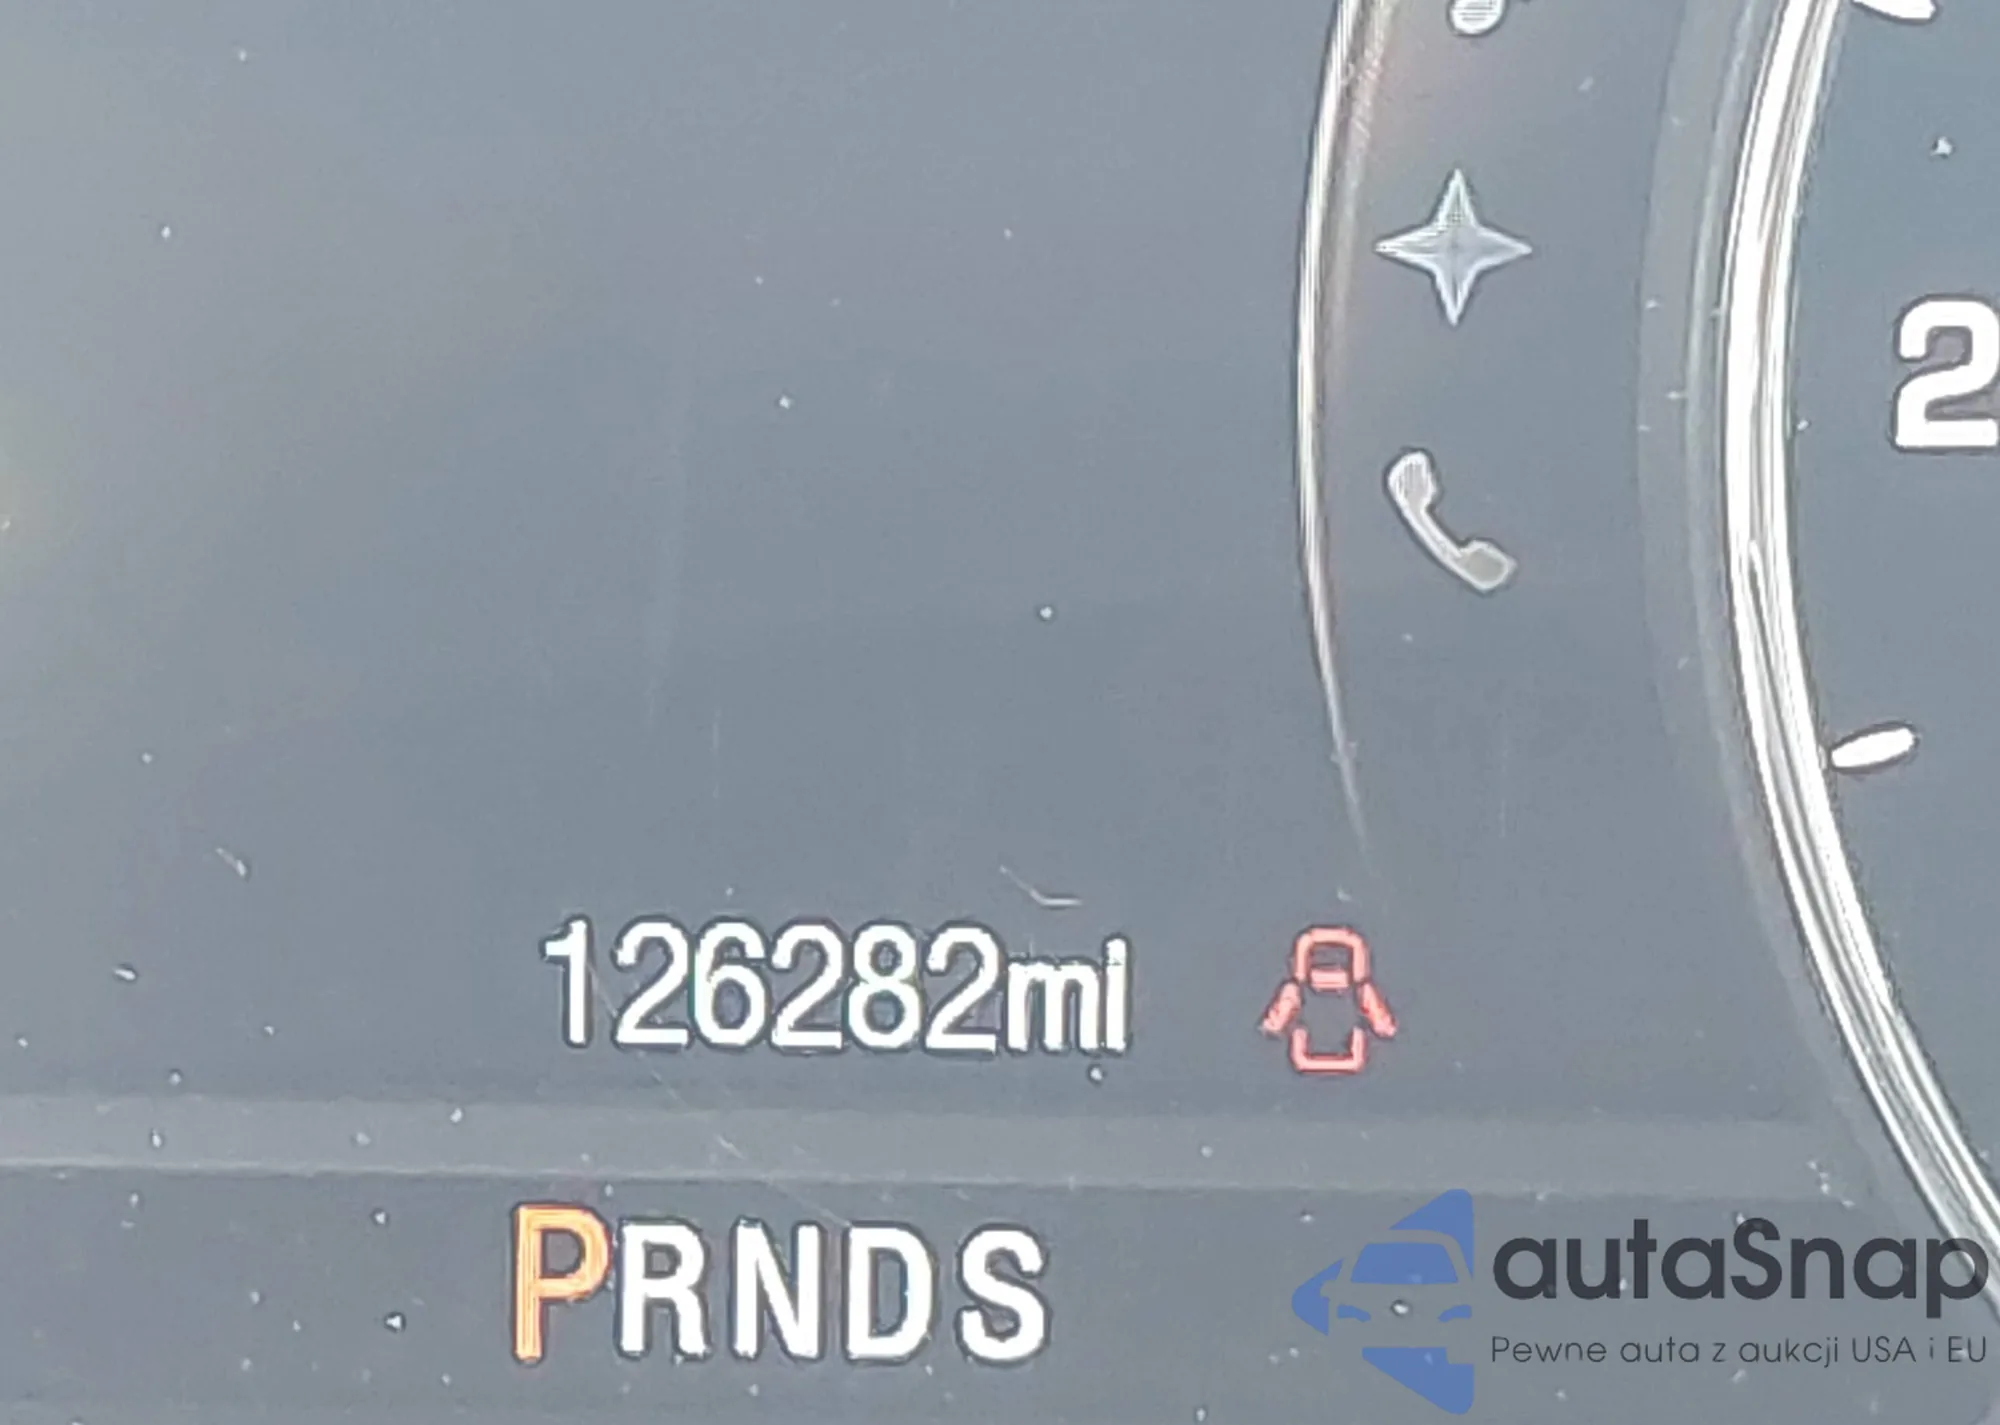 2
126282mi
PRNDS
autaSnap
Pewne auta z aukcji USA i EU